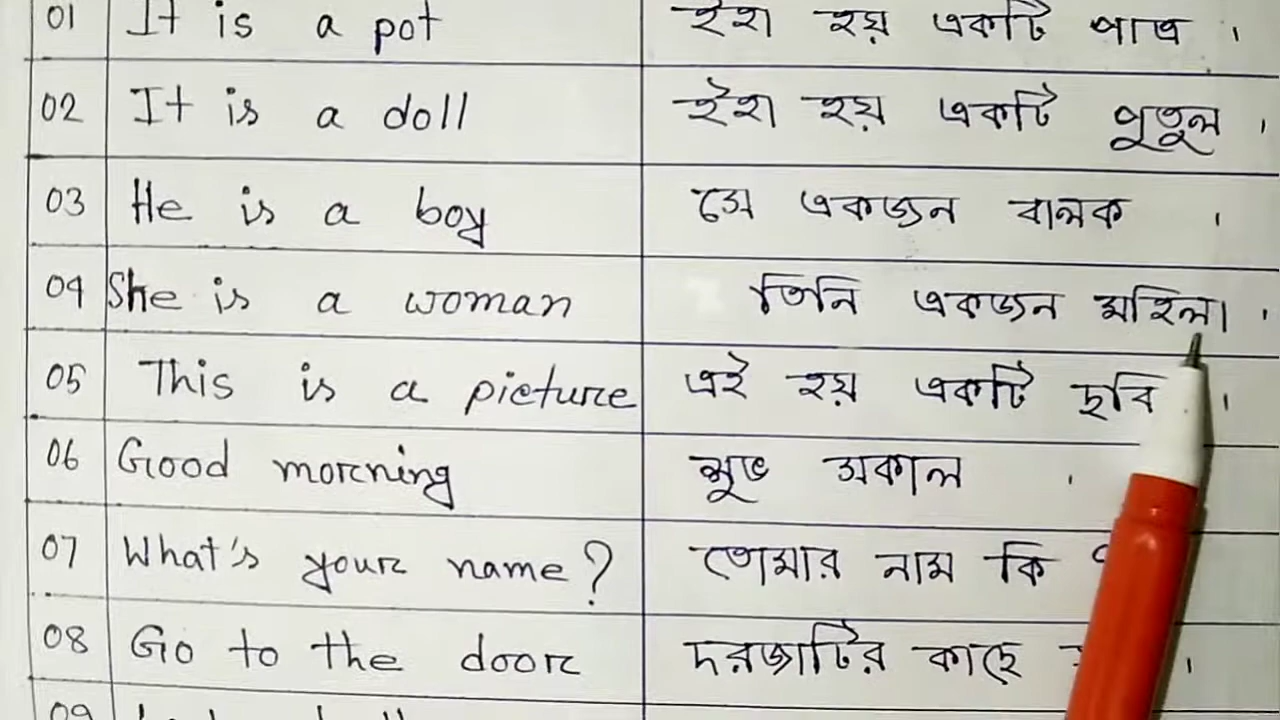 01 It is a pot ইহা হয় একটি পাত্র ।
02 It is a doll ইহা হয় একটি পুতুল ।
03 He is a boy সে একজন বালক ।
04 She is a woman তিনি একজন মহিলা ।
05 This is a picture এই হয় একটি ছবি ।
06 Good morning শুভ সকাল ।
07 What's your name? তোমার নাম কি
08 Go to the door দরজাটির কাছে ।
09